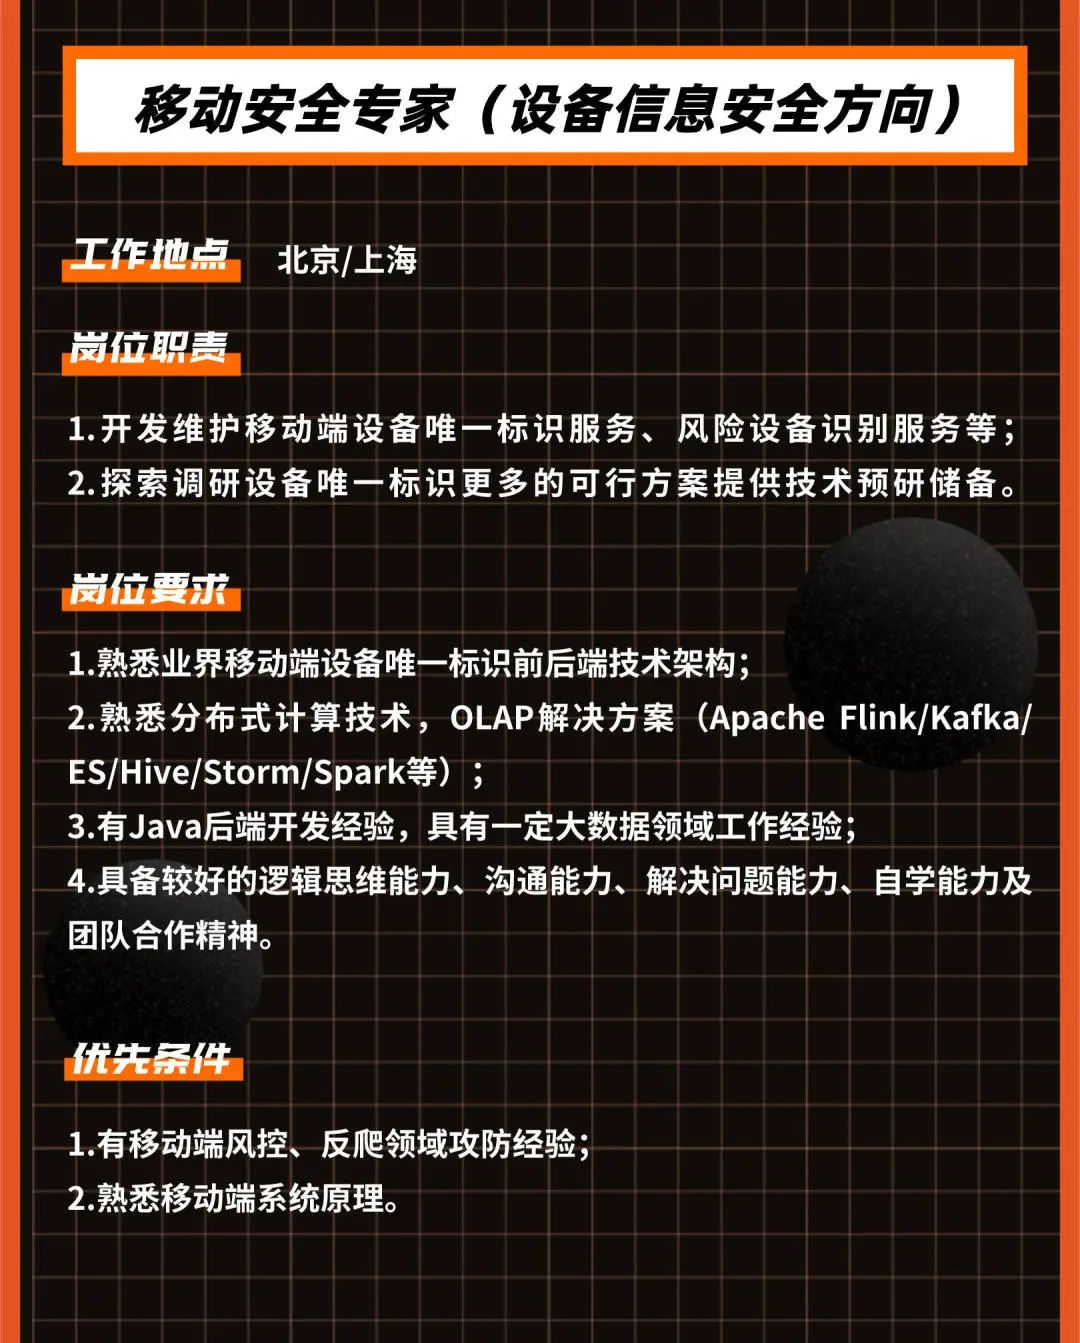 移动安全专家（设备信息安全方向）
工作地点 北京/上海
岗位职责
1.开发维护移动端设备唯一标识服务、风险设备识别服务等；
2.探索调研设备唯一标识更多的可行方案提供技术预研储备。
岗位要求
1.熟悉业界移动端设备唯一标识前后端技术架构；
2.熟悉分布式计算技术，OLAP解决方案（Apache Flink/Kafka/
ES/Hive/Storm/Spark等）；
3.有Java后端开发经验，具有一定大数据领域工作经验；
4.具备较好的逻辑思维能力、沟通能力、解决问题能力、自学能力及
团队合作精神。
优先条件
1.有移动端风控、反爬领域攻防经验；
2.熟悉移动端系统原理。